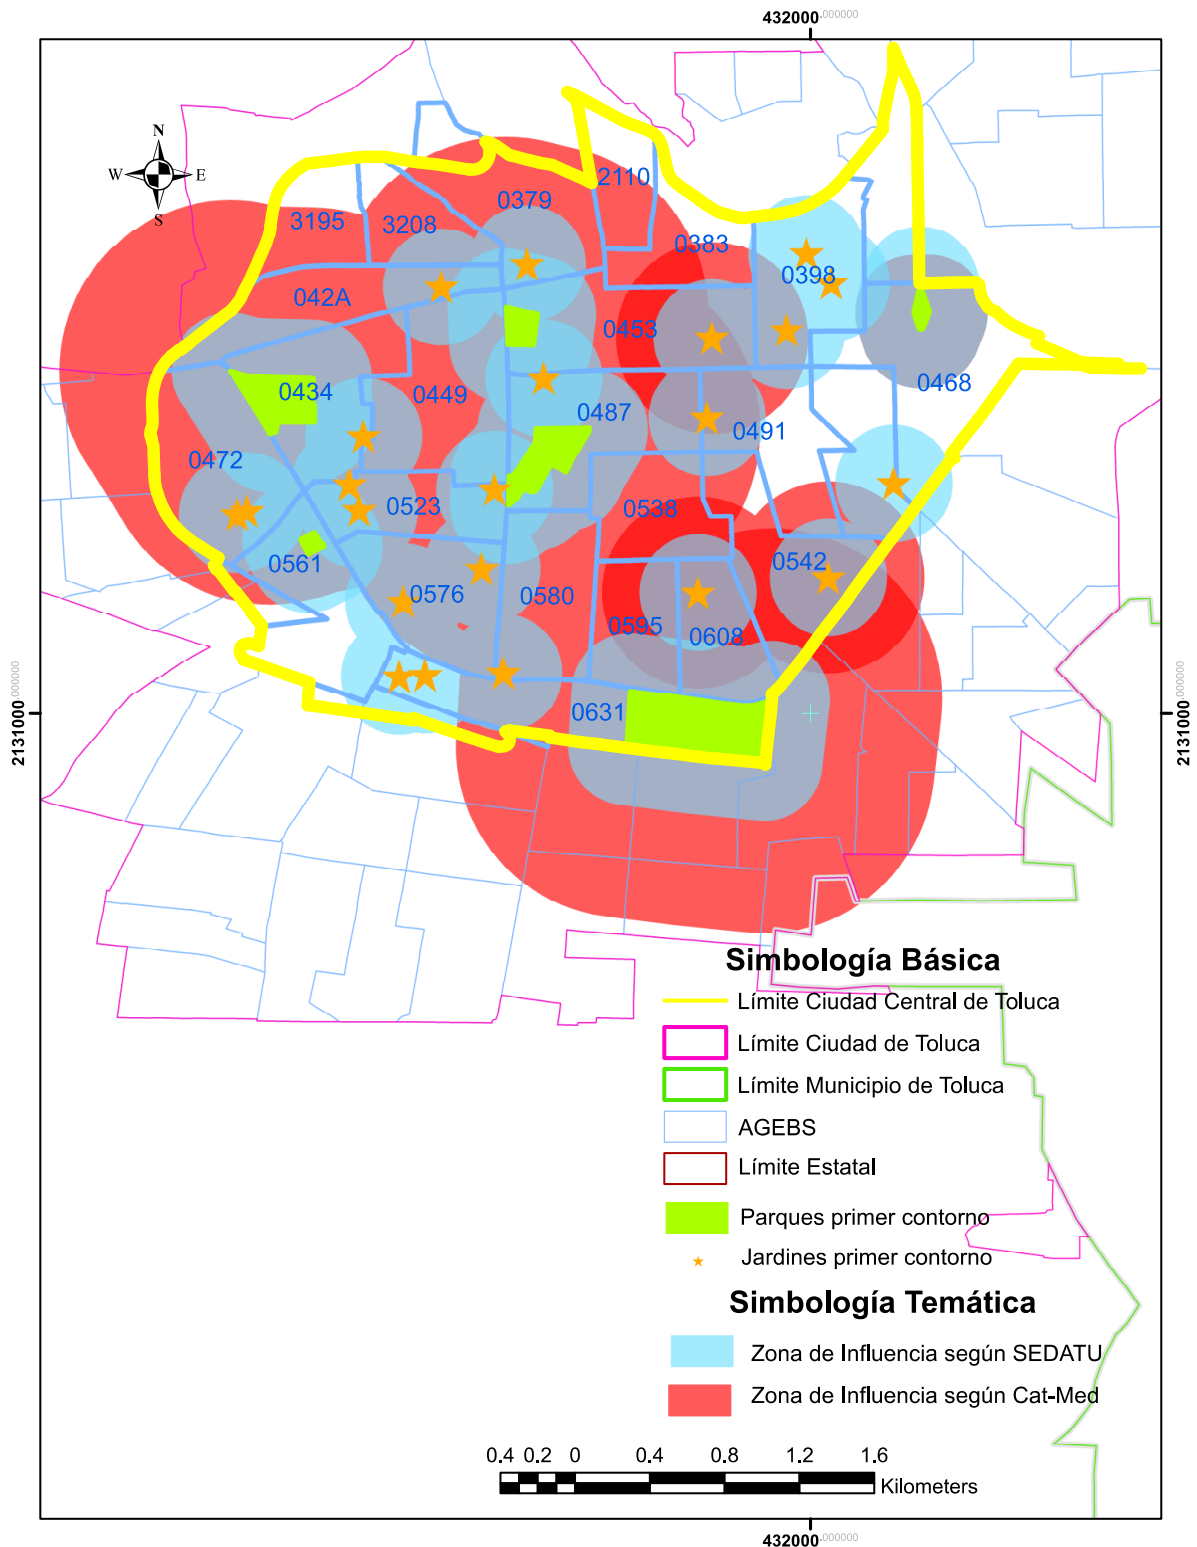 432000.000000
N
W E
S
2110
0379
3195
3208
0383
0398
042A
0453
0468
0434
0449
0487
0491
0472
0523
0538
0561
0542
0576
0580
0595
0608
0631
2131000.000000
2131000.000000
Simbología Básica
Límite Ciudad Central de Toluca
Límite Ciudad de Toluca
Límite Municipio de Toluca
AGEBS
Límite Estatal
Parques primer contorno
Jardines primer contorno
Simbología Temática
Zona de Influencia según SEDATU
Zona de Influencia según Cat-Med
0.4 0.2 0 0.4 0.8 1.2 1.6
Kilometers
432000.000000